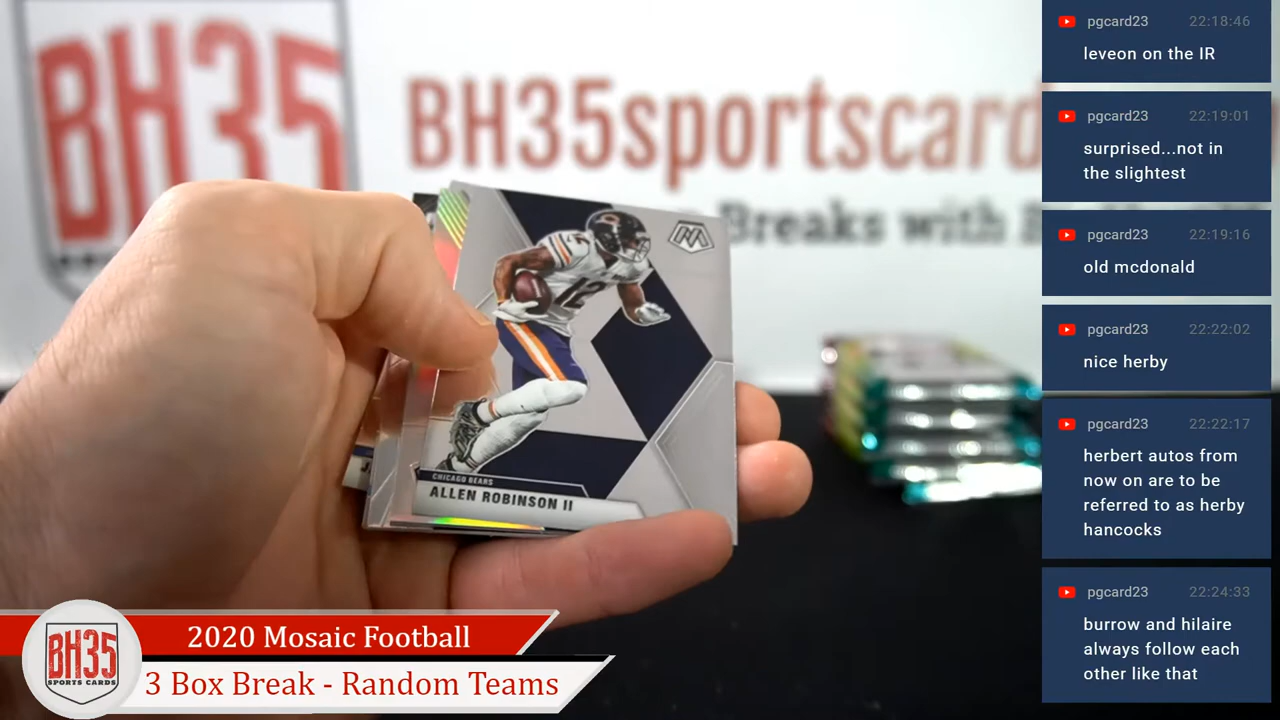 BH35
BH35sportscard
Breaks with B
12
CHICAGO BEARS
ALLEN ROBINSON II
BH35
SPORTS CARDS
2020 Mosaic Football
3 Box Break - Random Teams
pgcard23 22:18:46
leveon on the IR
pgcard23 22:19:01
surprised...not in
the slightest
pgcard23 22:19:16
old mcdonald
pgcard23 22:22:02
nice herby
pgcard23 22:22:17
herbert autos from
now on are to be
referred to as herby
hancocks
pgcard23 22:24:33
burrow and hilaire
always follow each
other like that